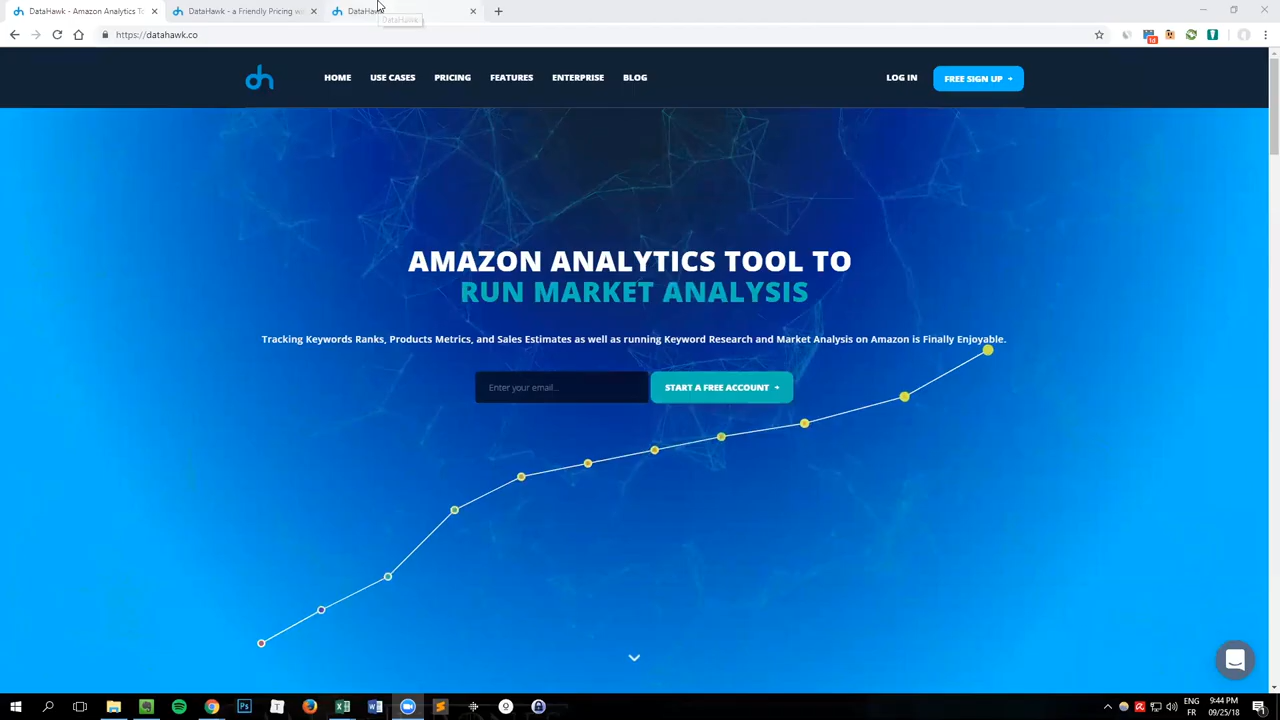 DataHawk - Amazon Analytics To
DataHawk - a Friendly Pricing wi
DataHawk
DataHawk
https://datahawk.co
1d
dh
HOME
USE CASES
PRICING
FEATURES
ENTERPRISE
BLOG
LOG IN
FREE SIGN UP
AMAZON ANALYTICS TOOL TO
RUN MARKET ANALYSIS
Tracking Keywords Ranks, Products Metrics, and Sales Estimates as well as running Keyword Research and Market Analysis on Amazon is Finally Enjoyable.
Enter your email...
START A FREE ACCOUNT
ENG
FR
9:44 PM
09/25/18